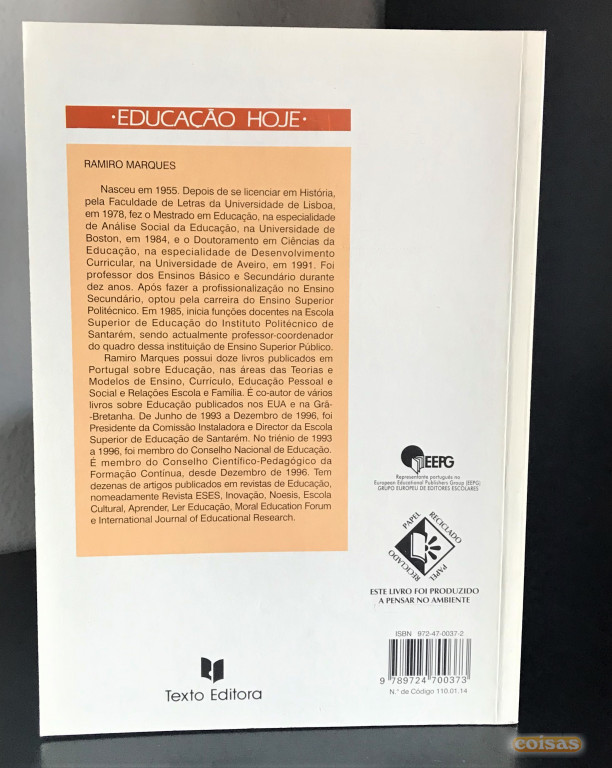 ·EDUCAÇÃO HOJE·
RAMIRO MARQUES
Nasceu em 1955. Depois de se licenciar em História,
pela Faculdade de Letras da Universidade de Lisboa,
em 1978, fez o Mestrado em Educação, na especialidade
de Análise Social da Educação, na Universidade de
Boston, em 1984, e o Doutoramento em Ciências da
Educação, na especialidade de Desenvolvimento
Curricular, na Universidade de Aveiro, em 1991. Foi
professor dos Ensinos Básico e Secundário durante
dez anos. Após fazer a profissionalização no Ensino
Secundário, optou pela carreira do Ensino Superior
Politécnico. Em 1985, inicia funções docentes na Escola
Superior de Educação do Instituto Politécnico de
Santarém, sendo actualmente professor-coordenador
do quadro dessa instituição de Ensino Superior Público.
Ramiro Marques possui doze livros publicados em
Portugal sobre Educação, nas áreas das Teorias e
Modelos de Ensino, Currículo, Educação Pessoal e
Social e Relações Escola e Família. É co-autor de vários
livros sobre Educação publicados nos EUA e na Grã-
-Bretanha. De Junho de 1993 a Dezembro de 1996, foi
Presidente da Comissão Instaladora e Director da Escola
Superior de Educação de Santarém. No triénio de 1993
a 1996, foi membro do Conselho Nacional de Educação.
É membro do Conselho Científico-Pedagógico da
Formação Contínua, desde Dezembro de 1996. Tem
dezenas de artigos publicados em revistas de Educação,
nomeadamente Revista ESES, Inovação, Noesis, Escola
Cultural, Aprender, Ler Educação, Moral Education Forum
e International Journal of Educational Research.
EEPG
Representante português no
European Educational Publishers Group (EEPG);
GRUPO EUROPEU DE EDITORES ESCOLARES
PAPEL RECICLADO
PAPEL RECICLADO
ESTE LIVRO FOI PRODUZIDO
A PENSAR NO AMBIENTE
ISBN 972-47-0037-2
9 789724 700373
N.º de Código 110.01.14
Texto Editora
coisas